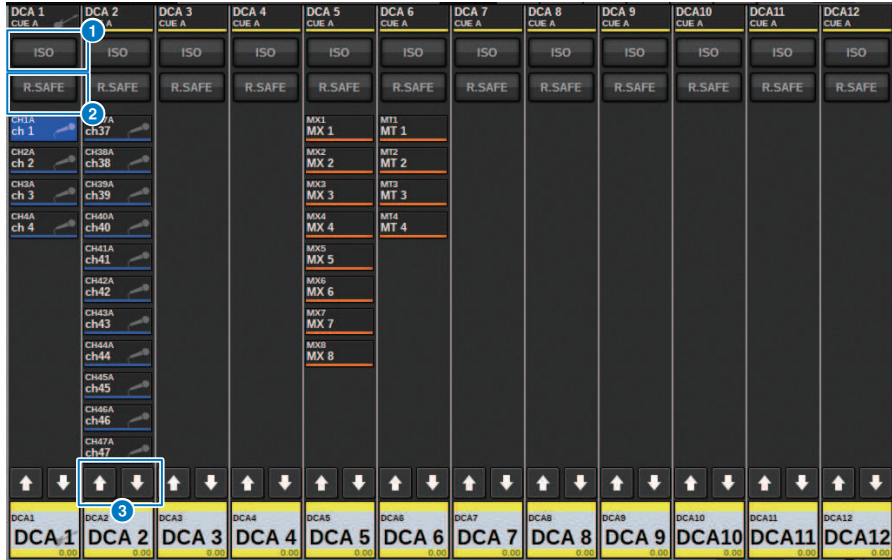 DCA 1 DCA 2 DCA 3 DCA 4 DCA 5 DCA 6 DCA 7 DCA 8 DCA 9 DCA10 DCA11 DCA12
CUE A A CUE A CUE A CUE A CUE A CUE A CUE A CUE A CUE A CUE A CUE A
1
ISO ISO ISO ISO ISO ISO ISO ISO ISO ISO ISO ISO
R.SAFE R.SAFE R.SAFE R.SAFE R.SAFE R.SAFE R.SAFE R.SAFE R.SAFE R.SAFE R.SAFE R.SAFE
2
CH1A 7A MX1 MT1
ch 1 ch37 MX 1 MT 1
CH2A CH38A MX2 MT2
ch 2 ch38 MX 2 MT 2
CH3A CH39A MX3 MT3
ch 3 ch39 MX 3 MT 3
CH4A CH40A MX4 MT4
ch 4 ch40 MX 4 MT 4
CH41A MX5
ch41 MX 5
CH42A MX6
ch42 MX 6
CH43A MX7
ch43 MX 7
CH44A MX8
ch44 MX 8
CH45A
ch45
CH46A
ch46
CH47A
ch47
3
DCA1 DCA2 DCA3 DCA4 DCA5 DCA6 DCA7 DCA8 DCA9 DCA10 DCA11 DCA12
DCA 1 DCA 2 DCA 3 DCA 4 DCA 5 DCA 6 DCA 7 DCA 8 DCA 9 DCA10 DCA11 DCA12
0.00 0.00 0.00 0.00 0.00 0.00 0.00 0.00 0.00 0.00 0.00 0.00